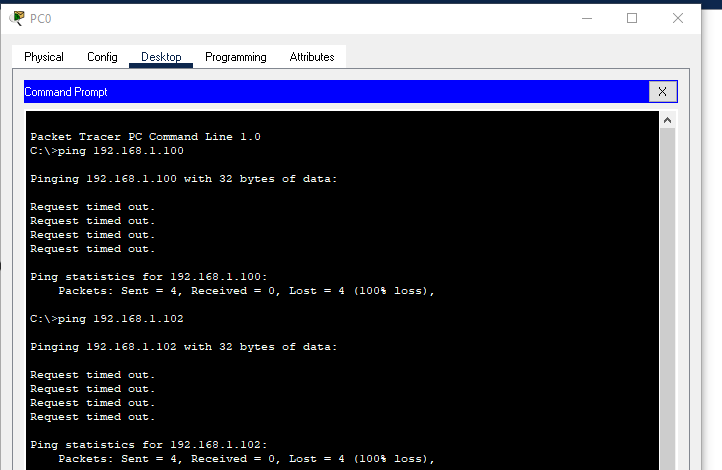 PC0
Physical Config Desktop Programming Attributes
Command Prompt
X
Packet Tracer PC Command Line 1.0
C:\>ping 192.168.1.100
Pinging 192.168.1.100 with 32 bytes of data:
Request timed out.
Request timed out.
Request timed out.
Request timed out.
Ping statistics for 192.168.1.100:
Packets: Sent = 4, Received = 0, Lost = 4 (100% loss),
C:\>ping 192.168.1.102
Pinging 192.168.1.102 with 32 bytes of data:
Request timed out.
Request timed out.
Request timed out.
Request timed out.
Ping statistics for 192.168.1.102:
Packets: Sent = 4, Received = 0, Lost = 4 (100% loss),